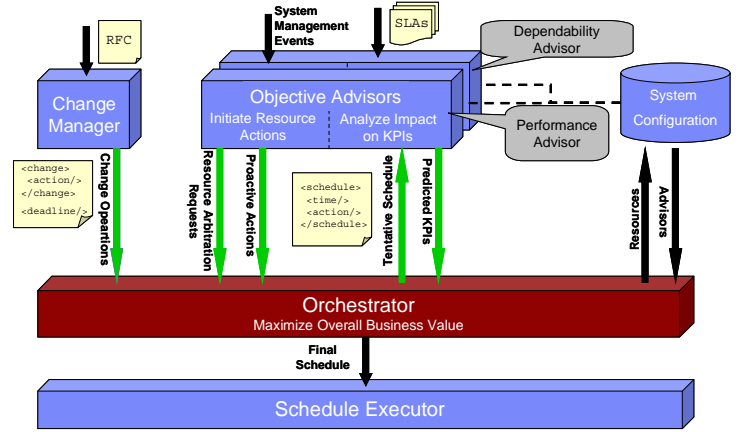 RFC
System
Management
Events
SLAs
Dependability
Advisor
Change
Manager
Objective Advisors
Initiate Resource
Actions
Analyze Impact
on KPIs
Performance
Advisor
System
Configuration
<change>
<action/>
</change>
<deadline/>
Change Opeartions
Resource Arbitration
Requests
Proactive Actions
<schedule>
<time/>
<action/>
</schedule>
Tentative Schedule
Predicted KPIs
Resources
Advisors
Orchestrator
Maximize Overall Business Value
Final
Schedule
Schedule Executor